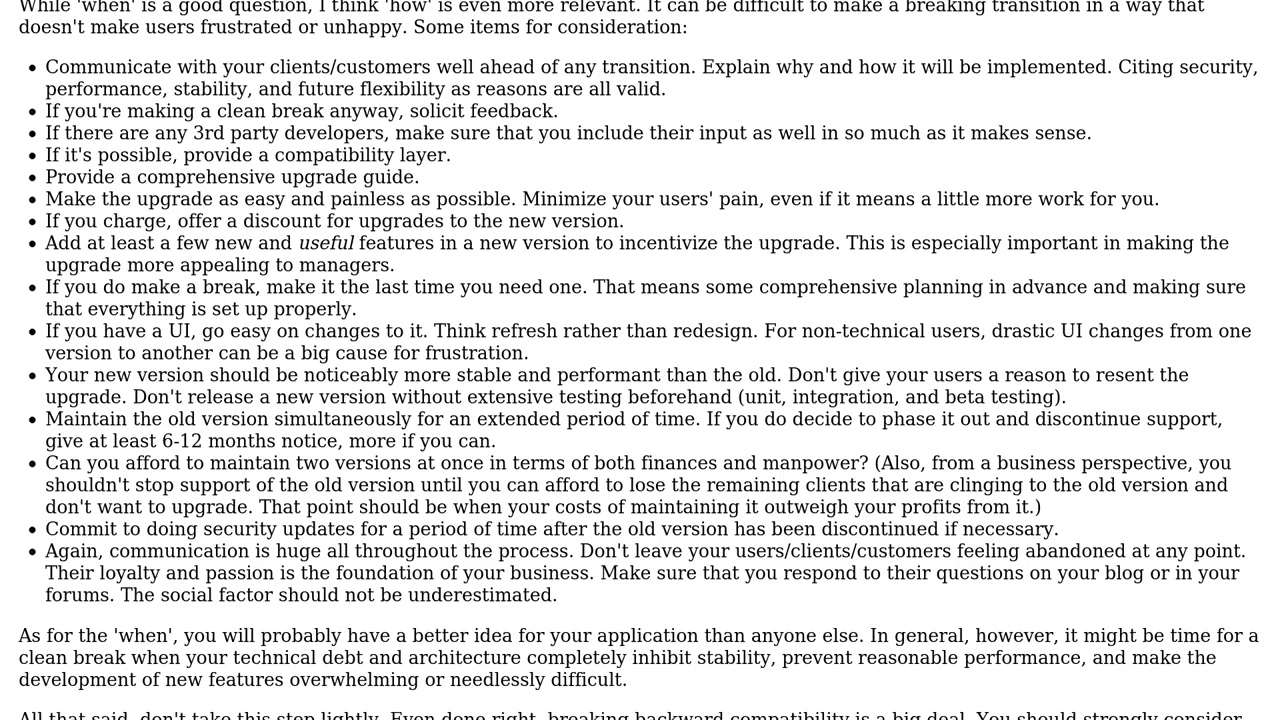 While 'when' is a good question, I think 'how' is even more relevant. It can be difficult to make a breaking transition in a way that
doesn't make users frustrated or unhappy. Some items for consideration:
• Communicate with your clients/customers well ahead of any transition. Explain why and how it will be implemented. Citing security,
performance, stability, and future flexibility as reasons are all valid.
• If you're making a clean break anyway, solicit feedback.
• If there are any 3rd party developers, make sure that you include their input as well in so much as it makes sense.
• If it's possible, provide a compatibility layer.
• Provide a comprehensive upgrade guide.
• Make the upgrade as easy and painless as possible. Minimize your users' pain, even if it means a little more work for you.
• If you charge, offer a discount for upgrades to the new version.
• Add at least a few new and useful features in a new version to incentivize the upgrade. This is especially important in making the
upgrade more appealing to managers.
• If you do make a break, make it the last time you need one. That means some comprehensive planning in advance and making sure
that everything is set up properly.
• If you have a UI, go easy on changes to it. Think refresh rather than redesign. For non-technical users, drastic UI changes from one
version to another can be a big cause for frustration.
• Your new version should be noticeably more stable and performant than the old. Don't give your users a reason to resent the
upgrade. Don't release a new version without extensive testing beforehand (unit, integration, and beta testing).
• Maintain the old version simultaneously for an extended period of time. If you do decide to phase it out and discontinue support,
give at least 6-12 months notice, more if you can.
• Can you afford to maintain two versions at once in terms of both finances and manpower? (Also, from a business perspective, you
shouldn't stop support of the old version until you can afford to lose the remaining clients that are clinging to the old version and
don't want to upgrade. That point should be when your costs of maintaining it outweigh your profits from it.)
• Commit to doing security updates for a period of time after the old version has been discontinued if necessary.
• Again, communication is huge all throughout the process. Don't leave your users/clients/customers feeling abandoned at any point.
Their loyalty and passion is the foundation of your business. Make sure that you respond to their questions on your blog or in your
forums. The social factor should not be underestimated.
As for the 'when', you will probably have a better idea for your application than anyone else. In general, however, it might be time for a
clean break when your technical debt and architecture completely inhibit stability, prevent reasonable performance, and make the
development of new features overwhelming or needlessly difficult.
All that said, don't take this step lightly. Even done right, breaking backward compatibility is a big deal. You should strongly consider